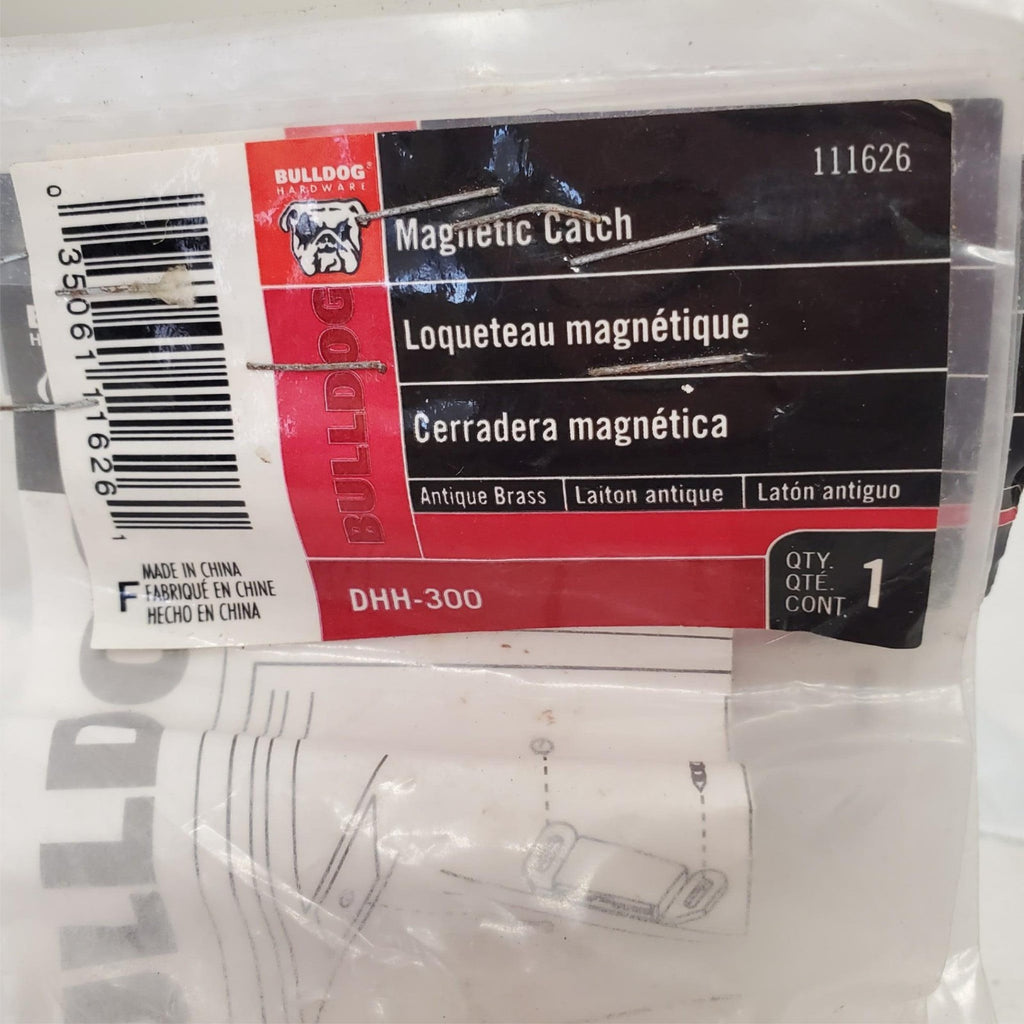 BULLDOG®
HARDWARE
111626
Magnetic Catch
Loqueteau magnétique
Cerradera magnética
Antique Brass
Laiton antique
Latón antiguo
BULLDOG
DHH-300
QTY.
QTÉ.
CONT.
1
0 35061 11626 1
F
MADE IN CHINA
FABRIQUÉ EN CHINE
HECHO EN CHINA